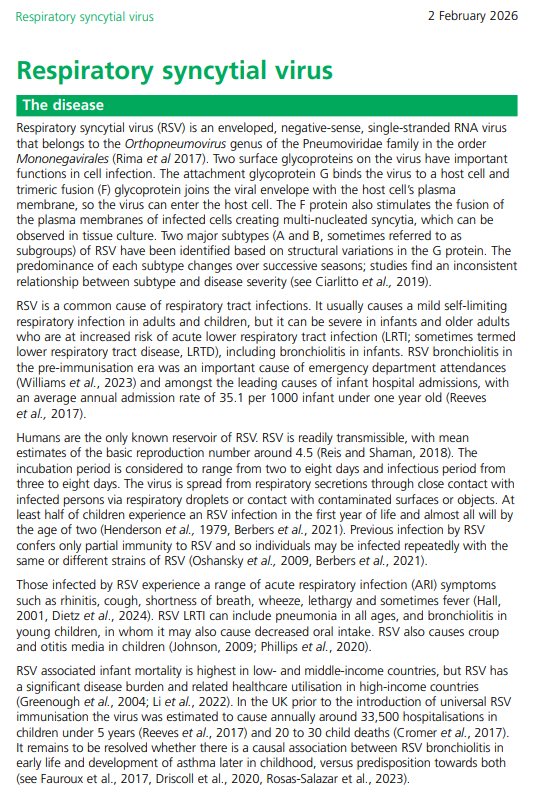 Respiratory syncytial virus
2 February 2026
Respiratory syncytial virus
The disease
Respiratory syncytial virus (RSV) is an enveloped, negative-sense, single-stranded RNA virus
that belongs to the Orthopneumovirus genus of the Pneumoviridae family in the order
Mononegavirales (Rima et al 2017). Two surface glycoproteins on the virus have important
functions in cell infection. The attachment glycoprotein G binds the virus to a host cell and
trimeric fusion (F) glycoprotein joins the viral envelope with the host cell's plasma
membrane, so the virus can enter the host cell. The F protein also stimulates the fusion of
the plasma membranes of infected cells creating multi-nucleated syncytia, which can be
observed in tissue culture. Two major subtypes (A and B, sometimes referred to as
subgroups) of RSV have been identified based on structural variations in the G protein. The
predominance of each subtype changes over successive seasons; studies find an inconsistent
relationship between subtype and disease severity (see Ciarlitto et al., 2019).
RSV is a common cause of respiratory tract infections. It usually causes a mild self-limiting
respiratory infection in adults and children, but it can be severe in infants and older adults
who are at increased risk of acute lower respiratory tract infection (LRTI; sometimes termed
lower respiratory tract disease, LRTD), including bronchiolitis in infants. RSV bronchiolitis in
the pre-immunisation era was an important cause of emergency department attendances
(Williams et al., 2023) and amongst the leading causes of infant hospital admissions, with
an average annual admission rate of 35.1 per 1000 infant under one year old (Reeves
et al., 2017).
Humans are the only known reservoir of RSV. RSV is readily transmissible, with mean
estimates of the basic reproduction number around 4.5 (Reis and Shaman, 2018). The
incubation period is considered to range from two to eight days and infectious period from
three to eight days. The virus is spread from respiratory secretions through close contact with
infected persons via respiratory droplets or contact with contaminated surfaces or objects. At
least half of children experience an RSV infection in the first year of life and almost all will by
the age of two (Henderson et al., 1979, Berbers et al., 2021). Previous infection by RSV
confers only partial immunity to RSV and so individuals may be infected repeatedly with the
same or different strains of RSV (Oshansky et al., 2009, Berbers et al., 2021).
Those infected by RSV experience a range of acute respiratory infection (ARI) symptoms
such as rhinitis, cough, shortness of breath, wheeze, lethargy and sometimes fever (Hall,
2001, Dietz et al., 2024). RSV LRTI can include pneumonia in all ages, and bronchiolitis in
young children, in whom it may also cause decreased oral intake. RSV also causes croup
and otitis media in children (Johnson, 2009; Phillips et al., 2020).
RSV associated infant mortality is highest in low- and middle-income countries, but RSV has
a significant disease burden and related healthcare utilisation in high-income countries
(Greenough et al., 2004; Li et al., 2022). In the UK prior to the introduction of universal RSV
immunisation the virus was estimated to cause annually around 33,500 hospitalisations in
children under 5 years (Reeves et al., 2017) and 20 to 30 child deaths (Cromer et al., 2017).
It remains to be resolved whether there is a causal association between RSV bronchiolitis in
early life and development of asthma later in childhood, versus predisposition towards both
(see Fauroux et al., 2017, Driscoll et al., 2020, Rosas-Salazar et al., 2023).